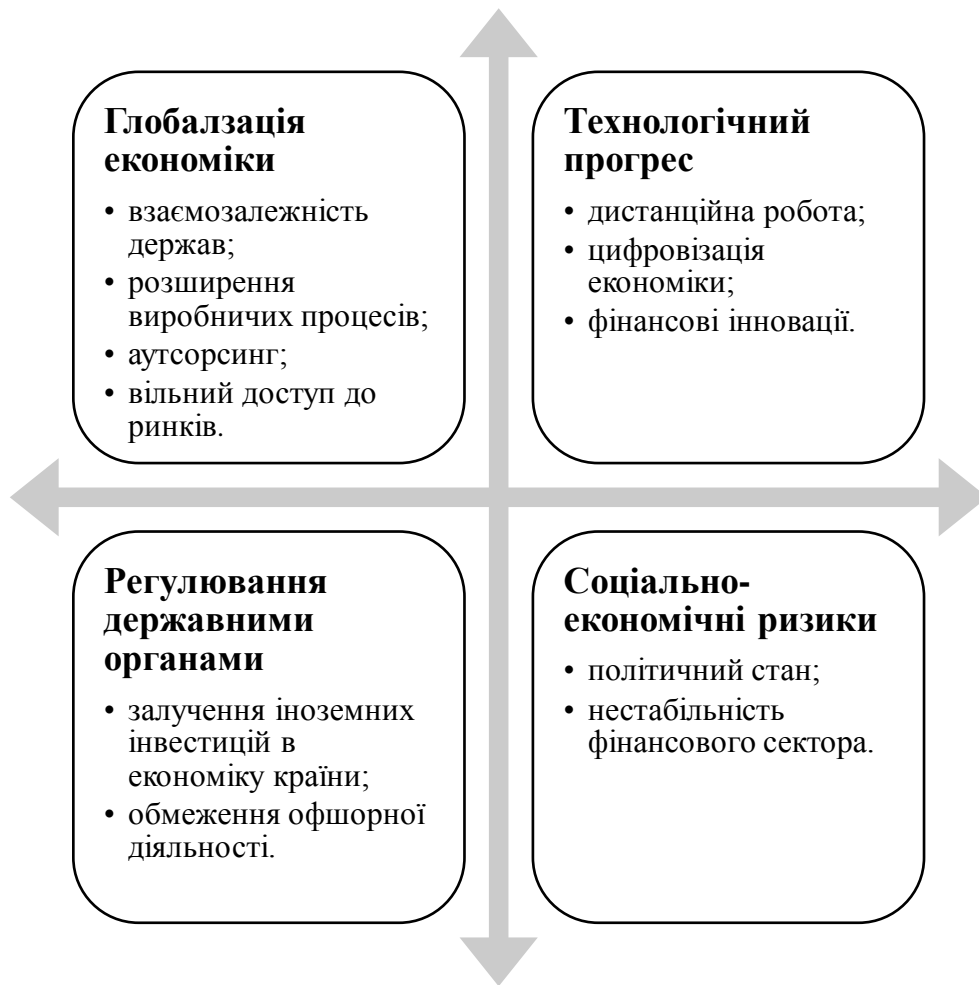 Глобалзація
економіки
• взаємозалежність
держав;
• розширення
виробничих процесів;
• аутсорсинг;
• вільний доступ до
ринків.
Технологічний
прогрес
• дистанційна робота;
• цифровізація
економіки;
• фінансові інновації.
Регулювання
державними
органами
• залучення іноземних
інвестицій в
економіку країни;
• обмеження офшорної
діяльності.
Соціально-
економічні ризики
• політичний стан;
• нестабільність
фінансового сектора.